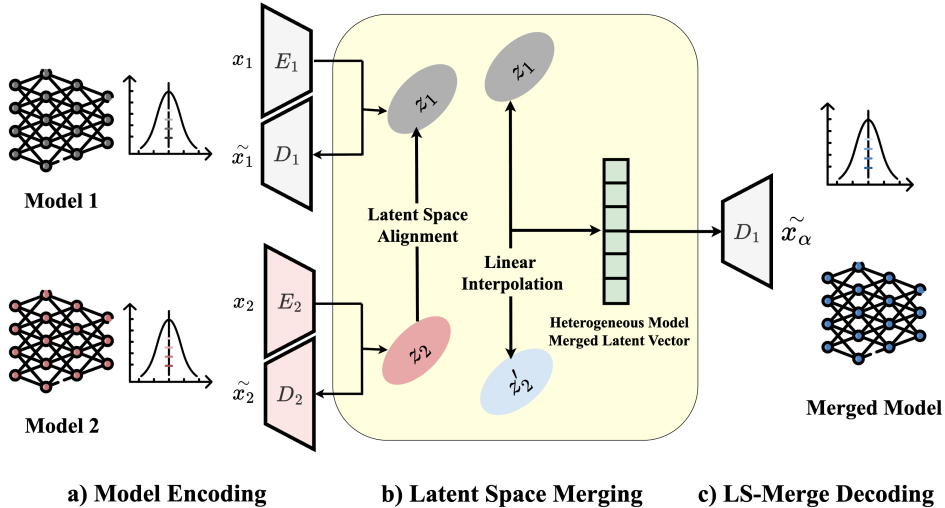 x₁
E₁
x̃₁
D₁
Model 1
z₁
z₁
Latent Space
Alignment
Linear
Interpolation
D₁
x̃α
x₂
E₂
x̃₂
D₂
Model 2
z₂
z₂′
Heterogeneous Model
Merged Latent Vector
Merged Model
a) Model Encoding
b) Latent Space Merging
c) LS-Merge Decoding